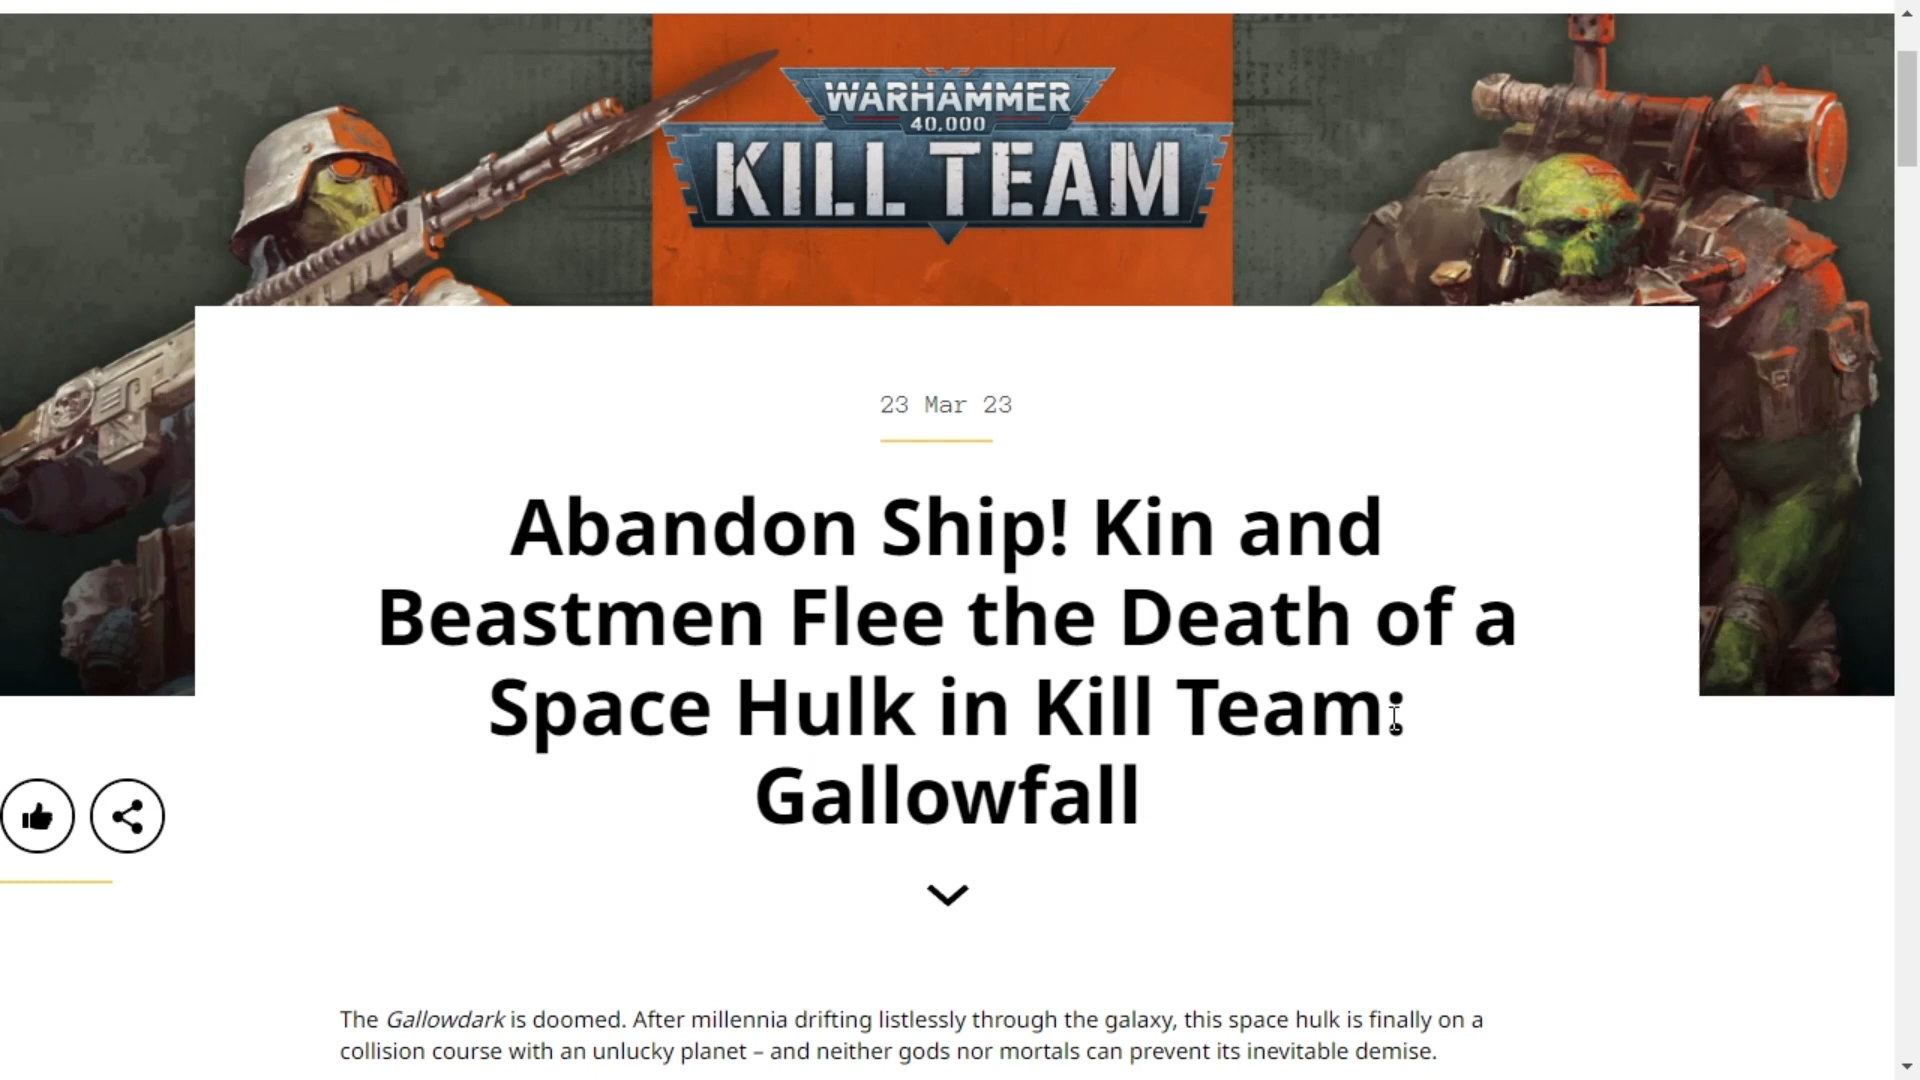 WARHAMMER
40,000
KILL TEAM
23 Mar 23
Abandon Ship! Kin and
Beastmen Flee the Death of a
Space Hulk in Kill Team:
Gallowfall
The Gallowdark is doomed. After millennia drifting listlessly through the galaxy, this space hulk is finally on a
collision course with an unlucky planet – and neither gods nor mortals can prevent its inevitable demise.